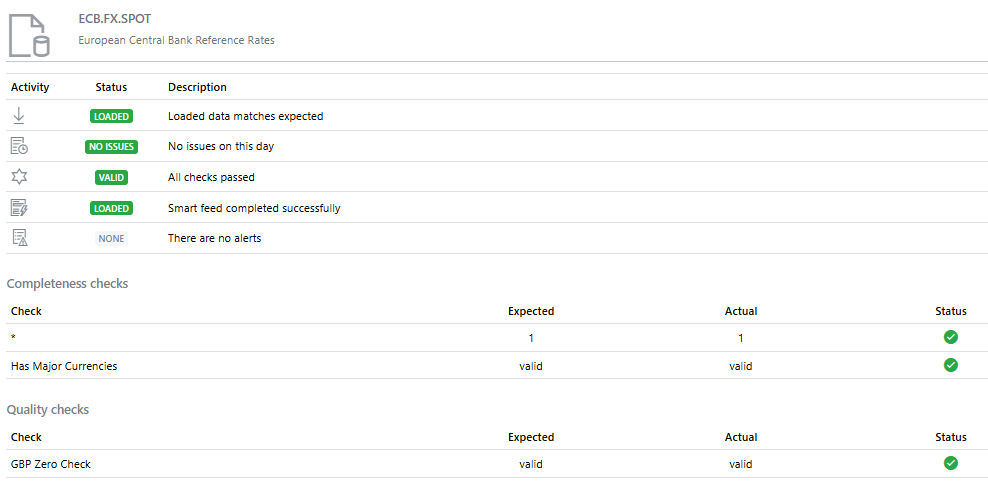 ECB.FX.SPOT
European Central Bank Reference Rates
Activity Status Description
LOADED Loaded data matches expected
NO ISSUES No issues on this day
VALID All checks passed
LOADED Smart feed completed successfully
NONE There are no alerts
Completeness checks
Check Expected Actual Status
* 1 1
Has Major Currencies valid valid
Quality checks
Check Expected Actual Status
GBP Zero Check valid valid